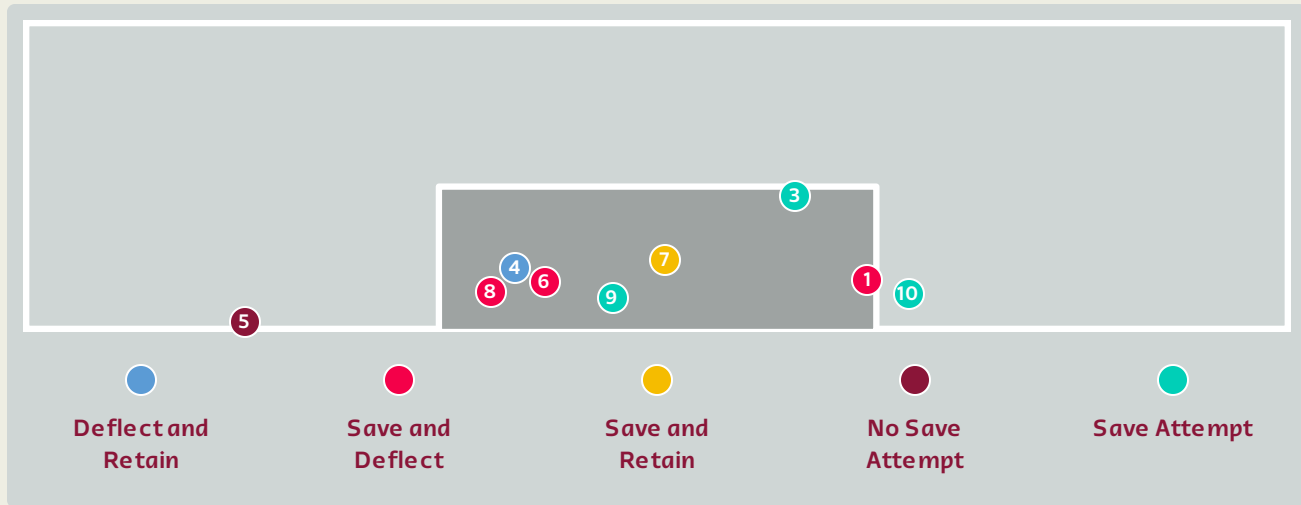 3
4
7
6
1
8
9
10
5
Deflect and
Retain
Save and
Deflect
Save and
Retain
No Save
Attempt
Save Attempt